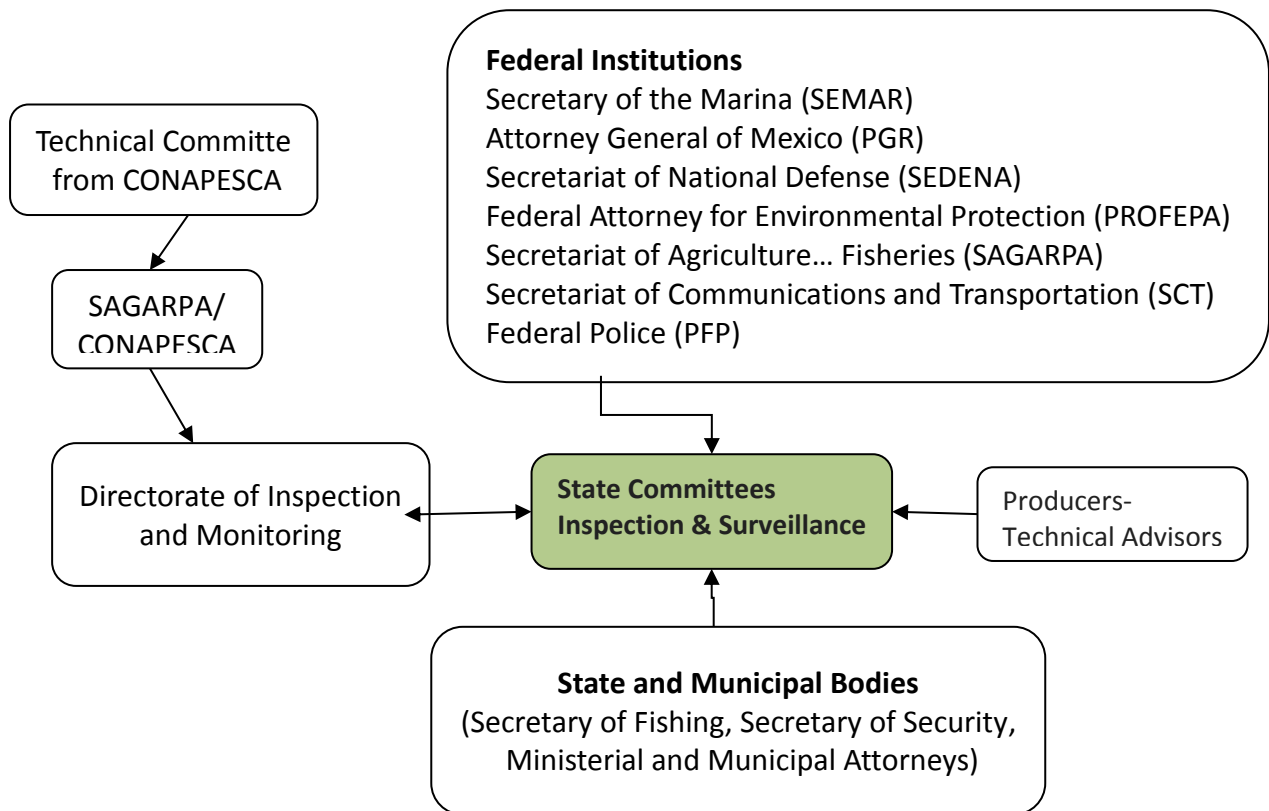 Federal Institutions
Secretary of the Marina (SEMAR)
Attorney General of Mexico (PGR)
Secretariat of National Defense (SEDENA)
Federal Attorney for Environmental Protection (PROFEPA)
Secretariat of Agriculture… Fisheries (SAGARPA)
Secretariat of Communications and Transportation (SCT)
Federal Police (PFP)
Technical Committe
from CONAPESCA
SAGARPA/
CONAPESCA
Directorate of Inspection
and Monitoring
State Committees
Inspection & Surveillance
Producers-
Technical Advisors
State and Municipal Bodies
(Secretary of Fishing, Secretary of Security,
Ministerial and Municipal Attorneys)